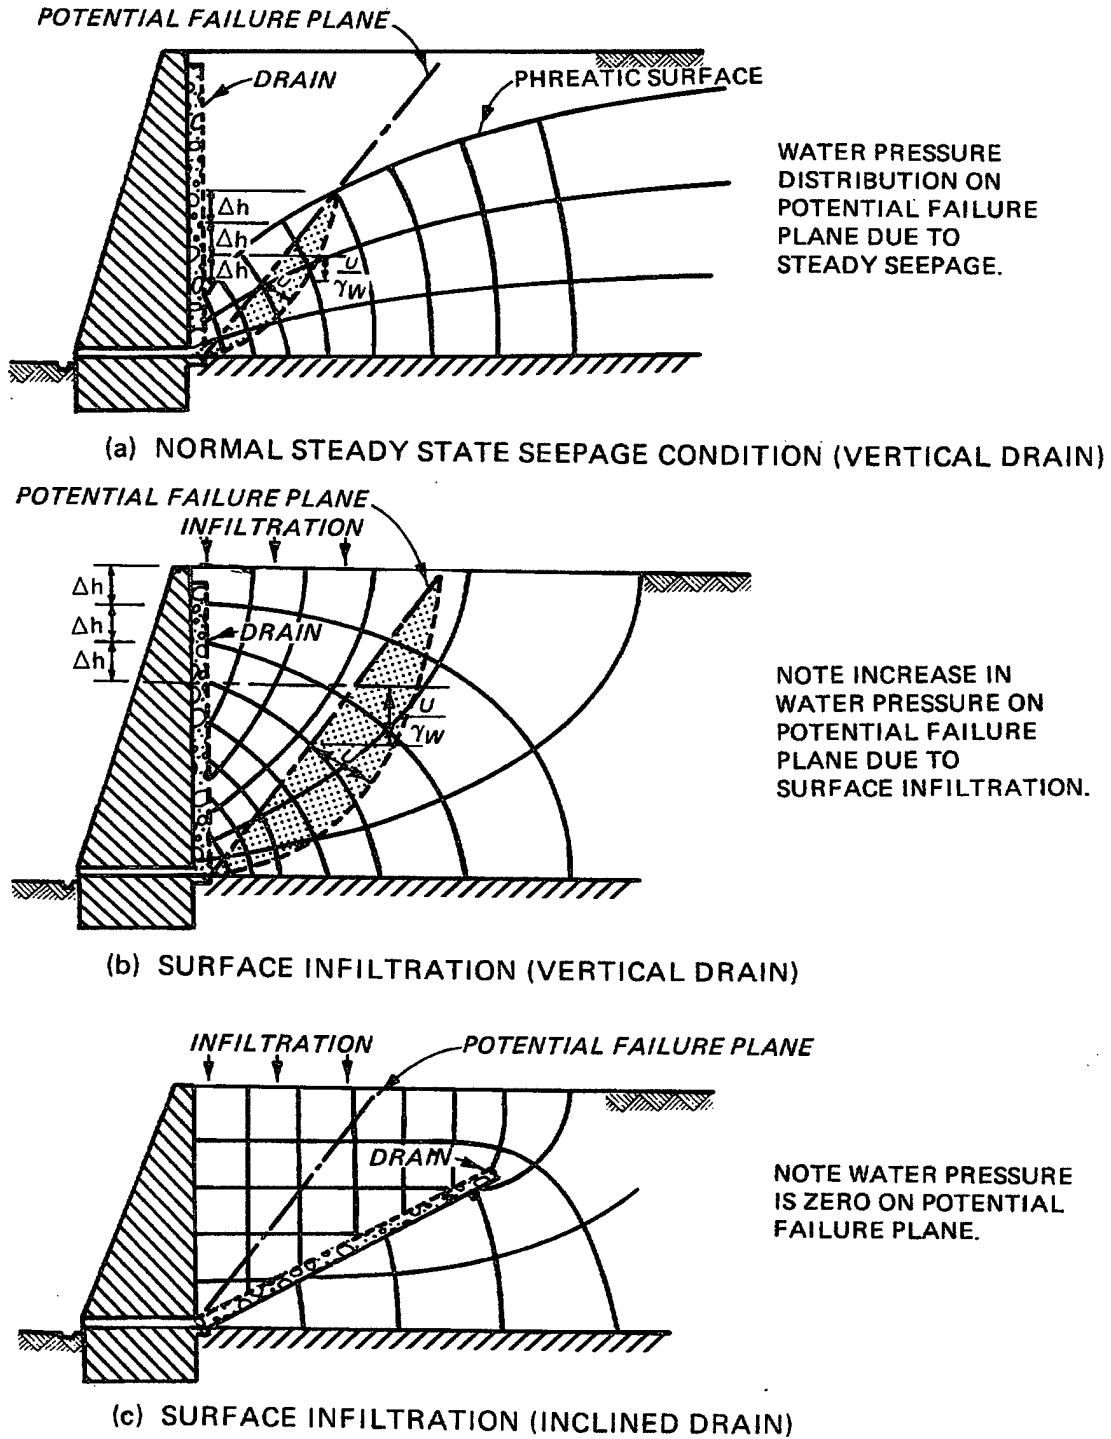 POTENTIAL FAILURE PLANE
DRAIN
PHREATIC SURFACE
Δh
Δh
Δh
U
U
γW
WATER PRESSURE
DISTRIBUTION ON
POTENTIAL FAILURE
PLANE DUE TO
STEADY SEEPAGE.
(a) NORMAL STEADY STATE SEEPAGE CONDITION (VERTICAL DRAIN)
POTENTIAL FAILURE PLANE
INFILTRATION
Δh
Δh
Δh
DRAIN
U
γW
U
NOTE INCREASE IN
WATER PRESSURE ON
POTENTIAL FAILURE
PLANE DUE TO
SURFACE INFILTRATION.
(b) SURFACE INFILTRATION (VERTICAL DRAIN)
INFILTRATION
POTENTIAL FAILURE PLANE
DRAIN
NOTE WATER PRESSURE
IS ZERO ON POTENTIAL
FAILURE PLANE.
(c) SURFACE INFILTRATION (INCLINED DRAIN)